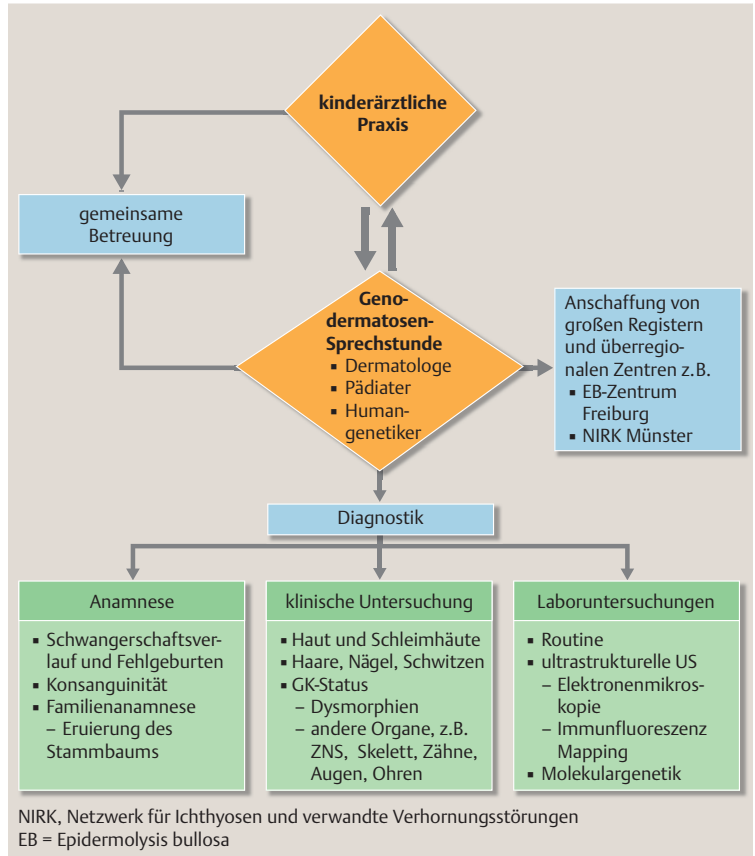 kinderärztliche
Praxis
gemeinsame
Betreuung
Geno-
dermatosen-
Sprechstunde
▪ Dermatologe
▪ Pädiater
▪ Human-
genetiker
Anschaffung von
großen Registern
und überregio-
nalen Zentren z.B.
▪ EB-Zentrum
Freiburg
▪ NIRK Münster
Diagnostik
Anamnese
▪ Schwangerschaftsver-
lauf und Fehlgeburten
▪ Konsanguinität
▪ Familienanamnese
– Eruierung des
Stammbaums
klinische Untersuchung
▪ Haut und Schleimhäute
▪ Haare, Nägel, Schwitzen
▪ GK-Status
– Dysmorphien
– andere Organe, z.B.
ZNS, Skelett, Zähne,
Augen, Ohren
Laboruntersuchungen
▪ Routine
▪ ultrastrukturelle US
– Elektronenmikros-
kopie
– Immunfluoreszenz
Mapping
▪ Molekulargenetik
NIRK, Netzwerk für Ichthyosen und verwandte Verhornungsstörungen
EB = Epidermolysis bullosa